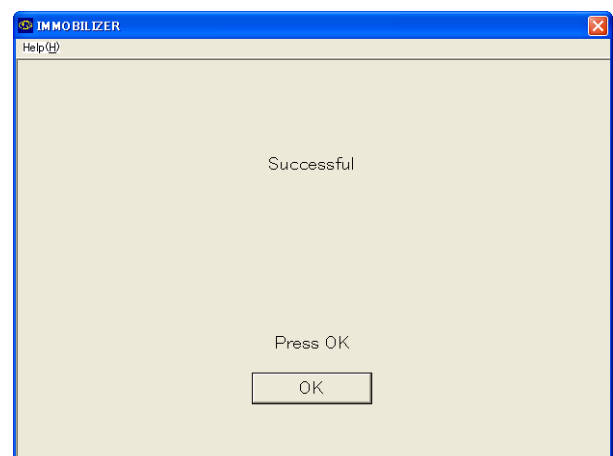 IMMOBILIZER
Help(H)
Successful
Press OK
OK